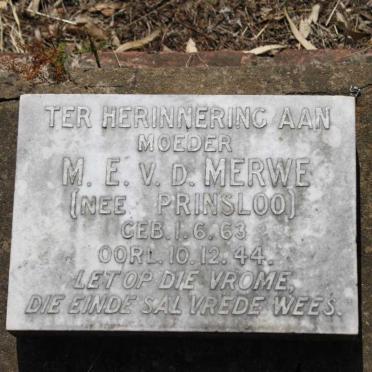 TER HERINNERING AAN
MOEDER
M. E. V. D. MERWE
(NEE PRINSLOO)
GEB. 1. 6. 63
OORL. 10. 12. 44.
LET OP DIE VROME,
DIE EINDE SAL VREDE WEES.